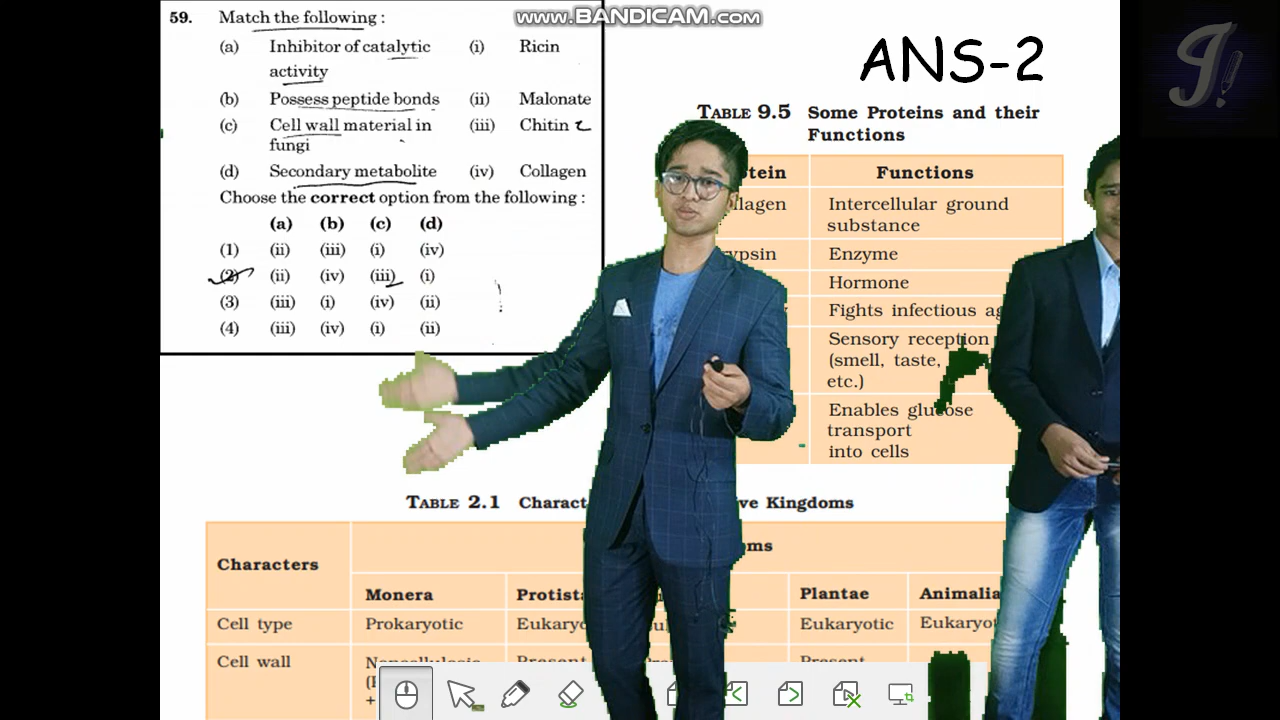 www.BANDICAM.com
59. Match the following :
(a) Inhibitor of catalytic activity (i) Ricin
(b) Possess peptide bonds (ii) Malonate
(c) Cell wall material in fungi (iii) Chitin
(d) Secondary metabolite (iv) Collagen
Choose the correct option from the following :
(a) (b) (c) (d)
(1) (ii) (iii) (i) (iv)
(2) (ii) (iv) (iii) (i)
(3) (iii) (i) (iv) (ii)
(4) (iii) (iv) (i) (ii)
ANS-2
TABLE 9.5 Some Proteins and their
Functions
Functions
Intercellular ground
substance
Enzyme
Hormone
Fights infectious
Sensory reception
(smell, taste,
etc.)
Enables glucose
transport
into cells
TABLE 2.1 Kingdoms
Characters
Monera Plantae Animalia
Cell type Prokaryotic Eukaryotic
Cell wall
J!